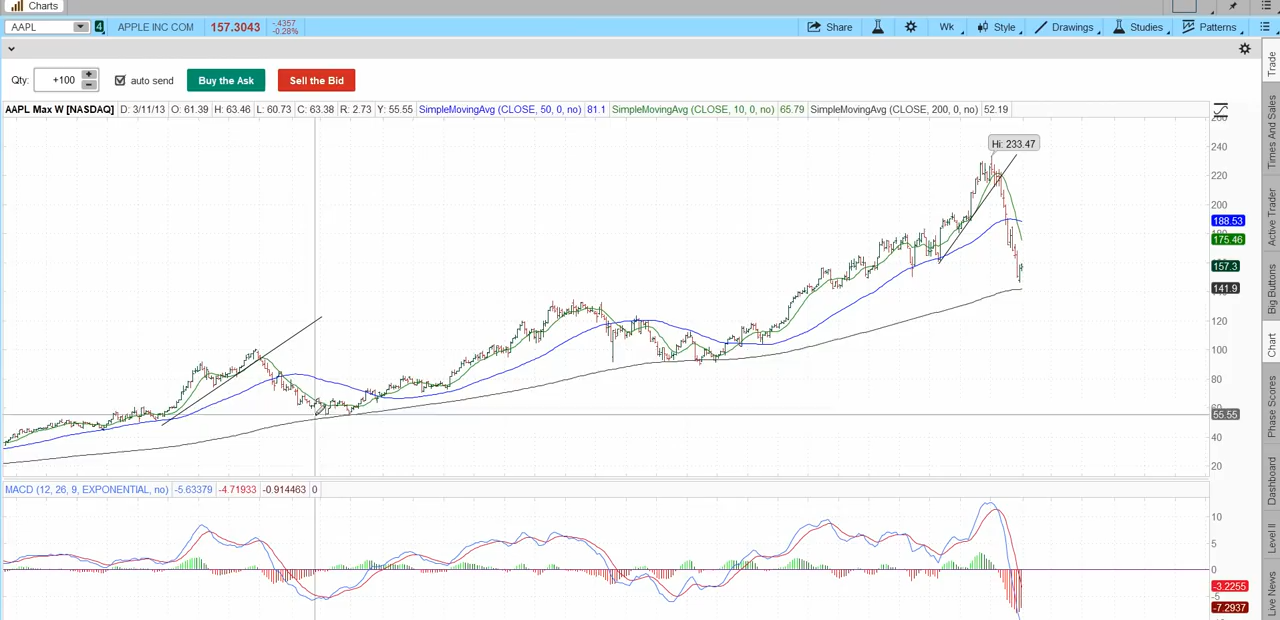 Charts
AAPL 4 APPLE INC COM 157.3043 -.4357 -0.28% Share Wk Style Drawings Studies Patterns
Qty: +100 auto send Buy the Ask Sell the Bid
AAPL Max W [NASDAQ] D: 3/11/13 O: 61.39 H: 63.46 L: 60.73 C: 63.38 R: 2.73 Y: 55.55 SimpleMovingAvg (CLOSE, 50, 0, no) 81.1 SimpleMovingAvg (CLOSE, 10, 0, no) 65.79 SimpleMovingAvg (CLOSE, 200, 0, no) 52.19
Hi: 233.47
240
220
200
188.53
175.46
157.3
141.9
120
100
80
55.55
40
20
MACD (12, 26, 9, EXPONENTIAL, no) -5.63379 -4.71933 -0.914463 0
10
5
0
-3.2255
-5
-7.2937
Trade
Times And Sales
Active Trader
Big Buttons
Chart
Phase Scores
Dashboard
Level II
Live News